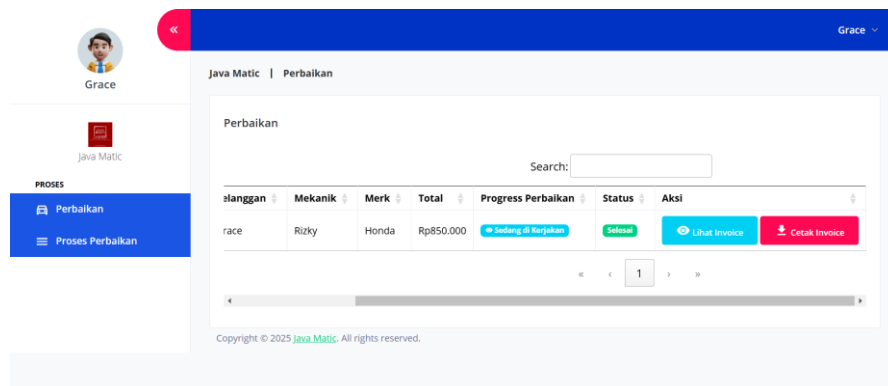 «
Grace
Grace
Java Matic
PROSES
Perbaikan
Proses Perbaikan
Java Matic | Perbaikan
Perbaikan
Search:
elanggan Mekanik Merk Total Progress Perbaikan Status Aksi
race Rizky Honda Rp850.000 Sedang di Kerjakan Selesai Lihat Invoice Cetak Invoice
« ‹ 1 › »
Copyright © 2025 Java Matic. All rights reserved.